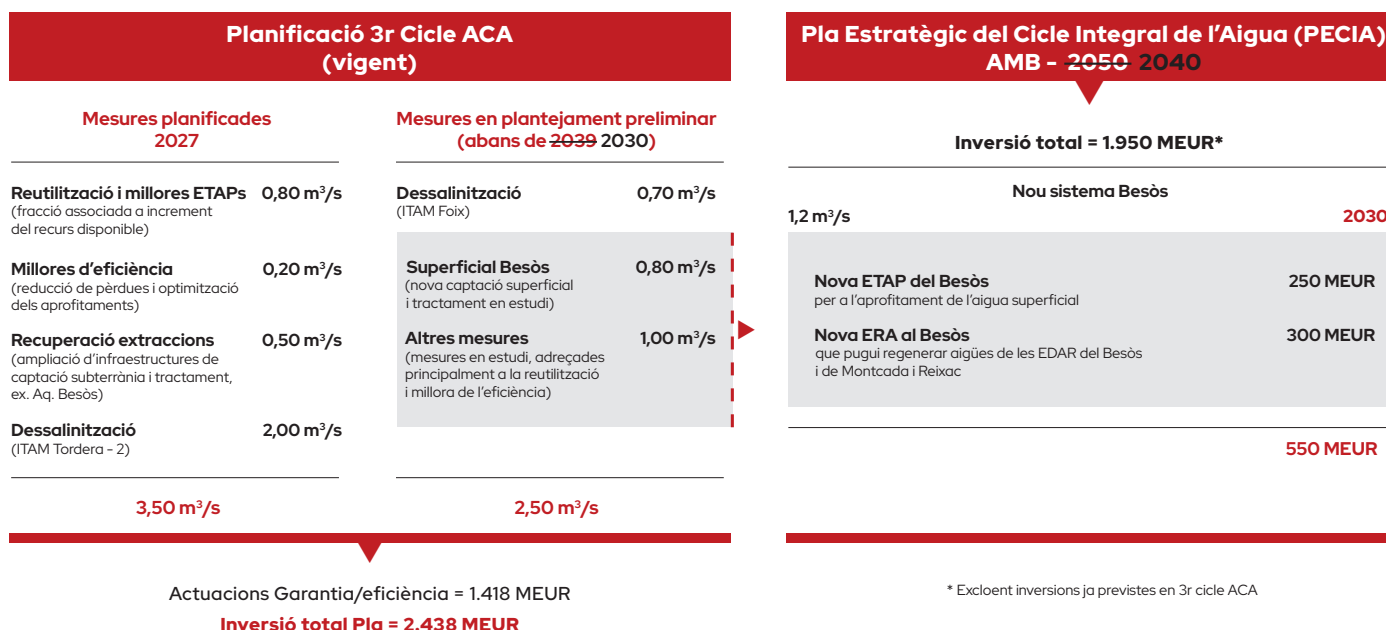 Planificació 3r Cicle ACA
(vigent)
Mesures planificades
2027
Reutilització i millores ETAPs 0,80 m³/s
(fracció associada a increment
del recurs disponible)
Millores d'eficiència 0,20 m³/s
(reducció de pèrdues i optimització
dels aprofitaments)
Recuperació extraccions 0,50 m³/s
(ampliació d'infraestructures de
captació subterrània i tractament,
ex. Aq. Besòs)
Dessalinització 2,00 m³/s
(ITAM Tordera - 2)
3,50 m³/s
Mesures en plantejament preliminar
(abans de 2039 2030)
Dessalinització 0,70 m³/s
(ITAM Foix)
Superficial Besòs 0,80 m³/s
(nova captació superficial
i tractament en estudi)
Altres mesures 1,00 m³/s
(mesures en estudi, adreçades
principalment a la reutilització
i millora de l'eficiència)
2,50 m³/s
Actuacions Garantia/eficiència = 1.418 MEUR
Inversió total Pla = 2.438 MEUR
Pla Estratègic del Cicle Integral de l'Aigua (PECIA)
AMB - 2050 2040
Inversió total = 1.950 MEUR*
Nou sistema Besòs
1,2 m³/s 2030
Nova ETAP del Besòs 250 MEUR
per a l'aprofitament de l'aigua superficial
Nova ERA al Besòs 300 MEUR
que pugui regenerar aigües de les EDAR del Besòs
i de Montcada i Reixac
550 MEUR
* Excloent inversions ja previstes en 3r cicle ACA